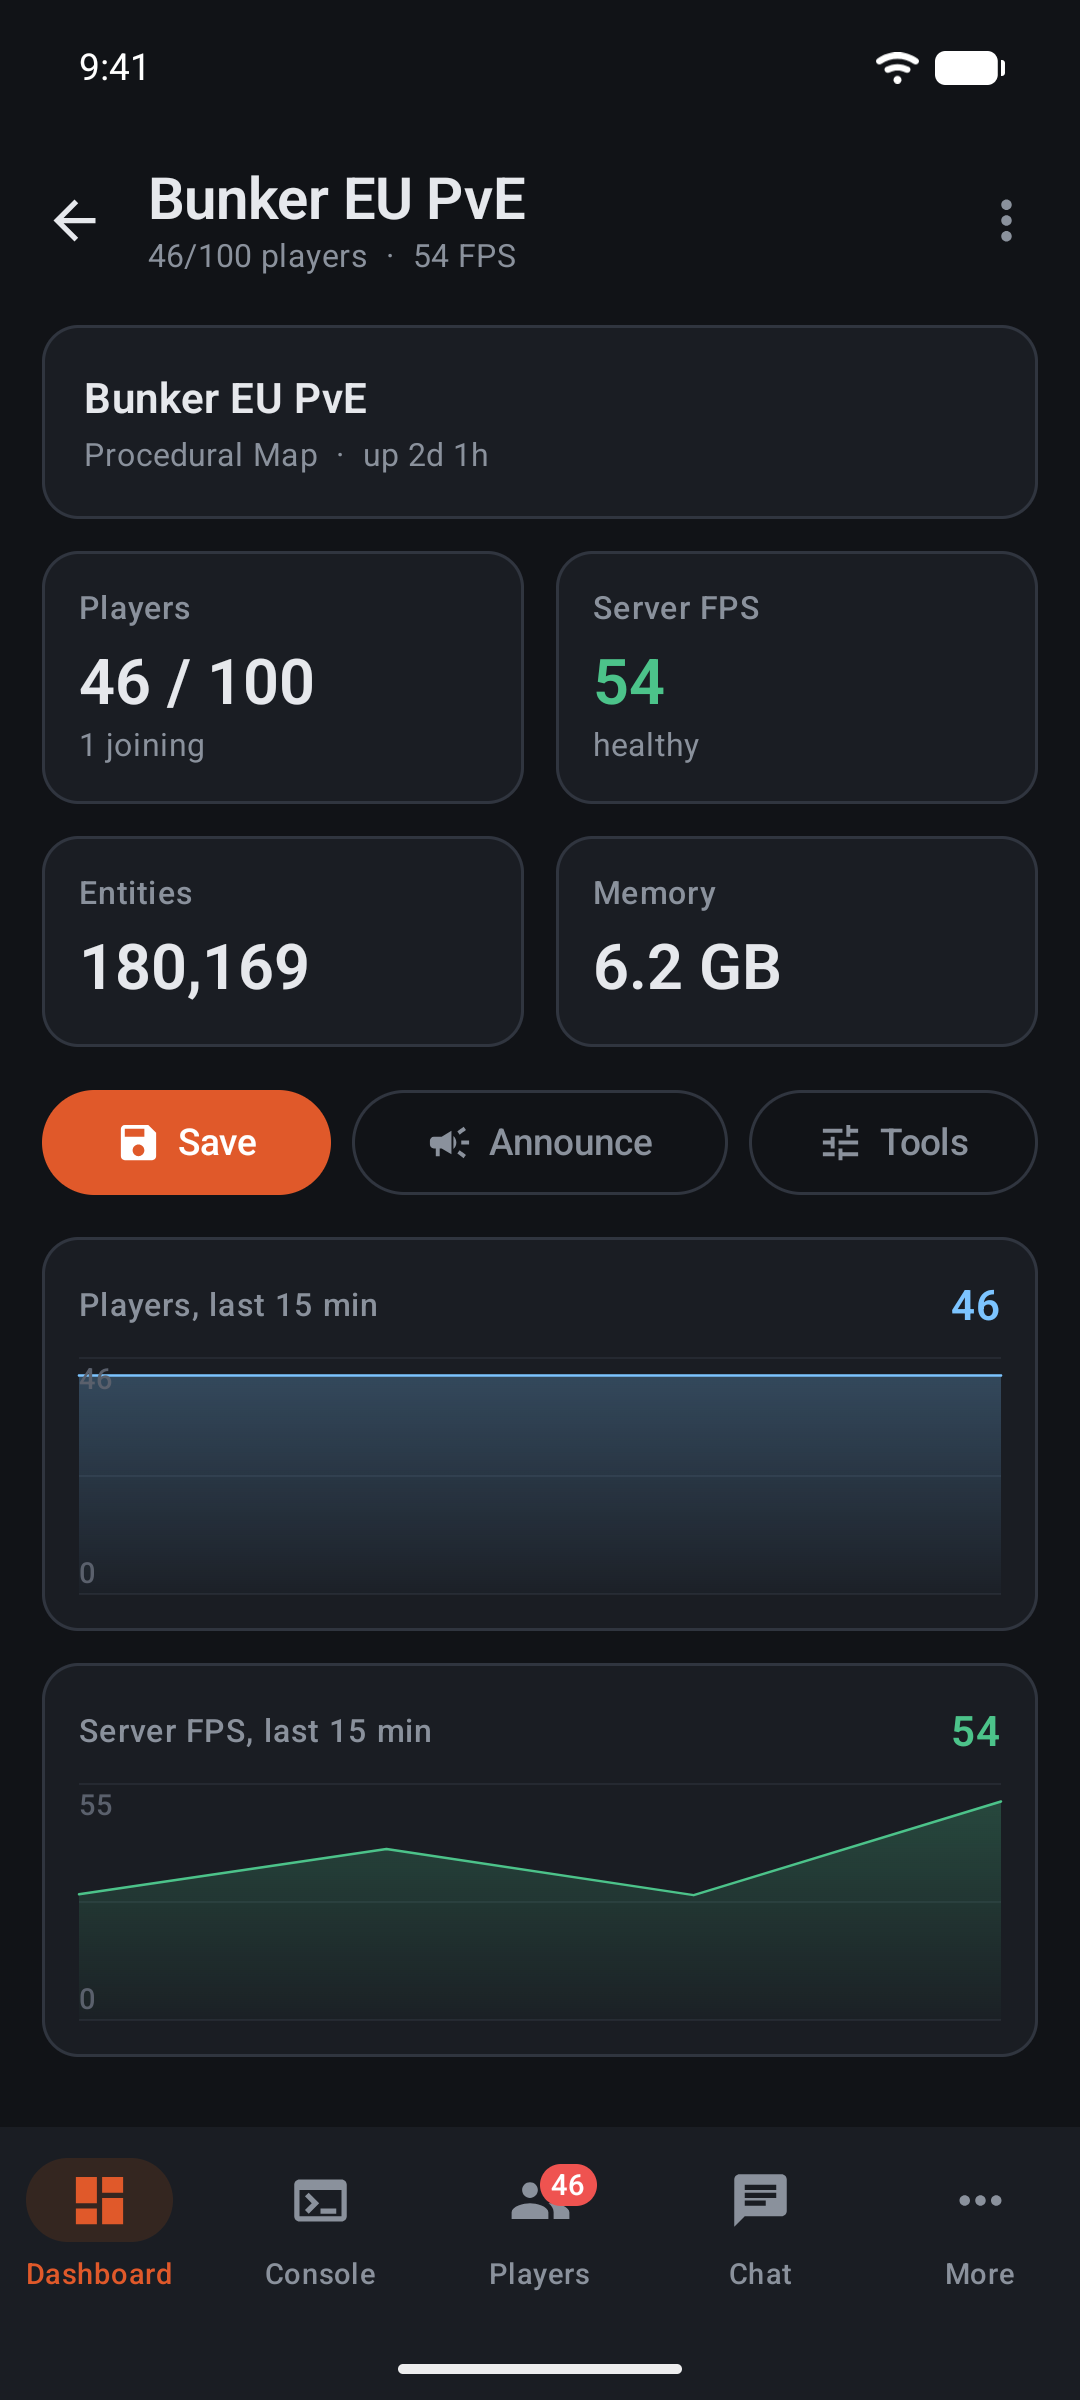 9:41
Bunker EU PvE
46/100 players · 54 FPS
Bunker EU PvE
Procedural Map · up 2d 1h
Players
46 / 100
1 joining
Server FPS
54
healthy
Entities
180,169
Memory
6.2 GB
Save
Announce
Tools
Players, last 15 min
46
46
0
Server FPS, last 15 min
54
55
0
46
Dashboard
Console
Players
Chat
More